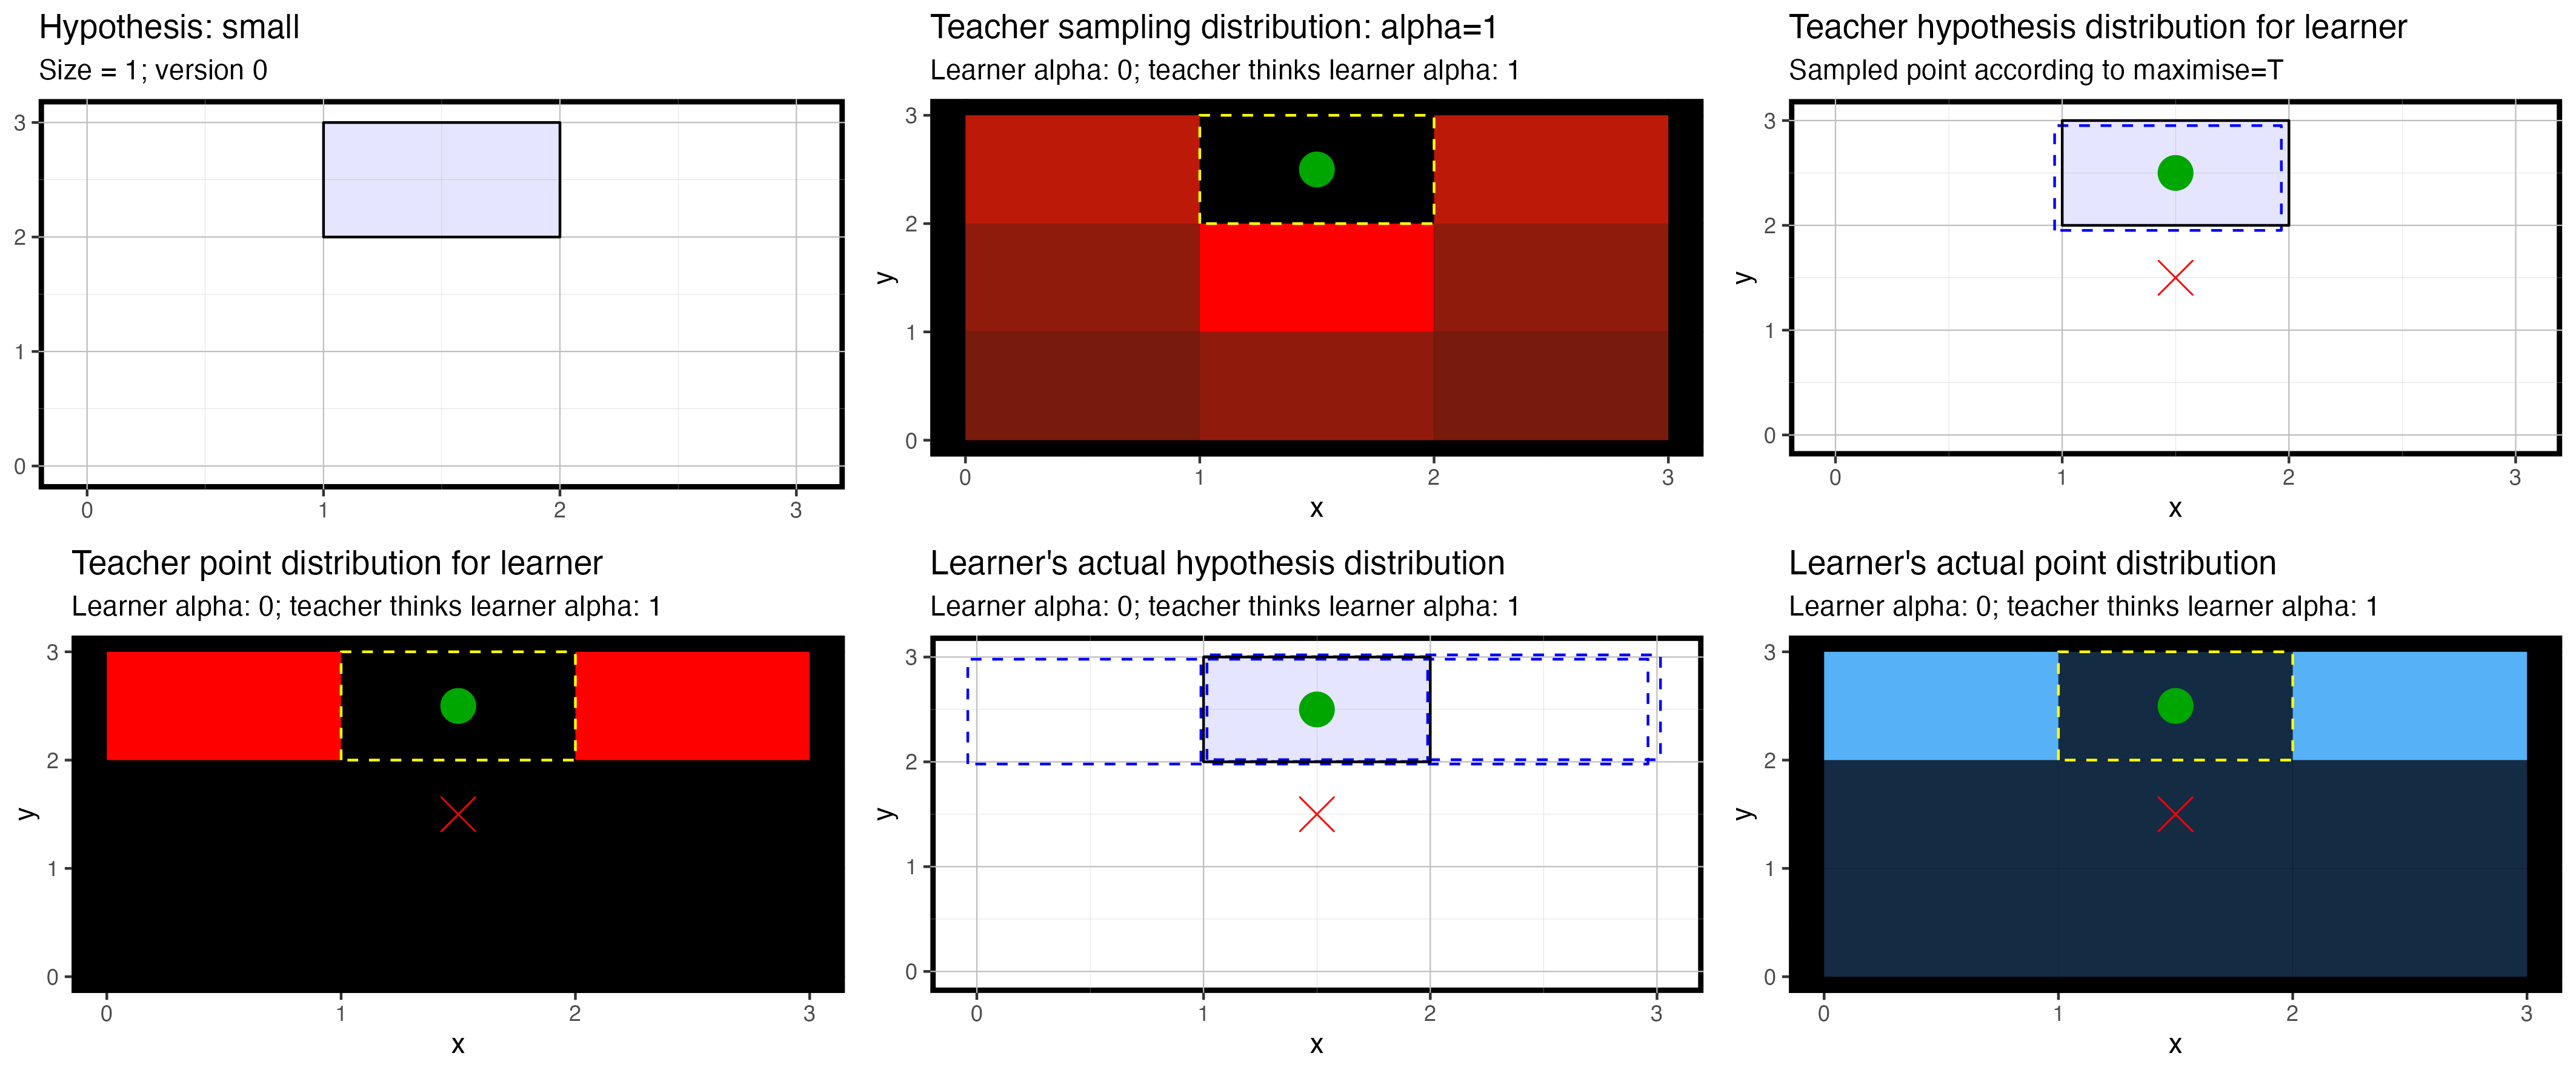 Hypothesis: small
Size = 1; version 0
3
2
1
0
0 1 2 3
Teacher sampling distribution: alpha=1
Learner alpha: 0; teacher thinks learner alpha: 1
y
3
2
1
0
0 1 2 3
x
Teacher hypothesis distribution for learner
Sampled point according to maximise=T
y
3
2
1
0
0 1 2 3
x
Teacher point distribution for learner
Learner alpha: 0; teacher thinks learner alpha: 1
y
3
2
1
0
0 1 2 3
x
Learner's actual hypothesis distribution
Learner alpha: 0; teacher thinks learner alpha: 1
y
3
2
1
0
0 1 2 3
x
Learner's actual point distribution
Learner alpha: 0; teacher thinks learner alpha: 1
y
3
2
1
0
0 1 2 3
x